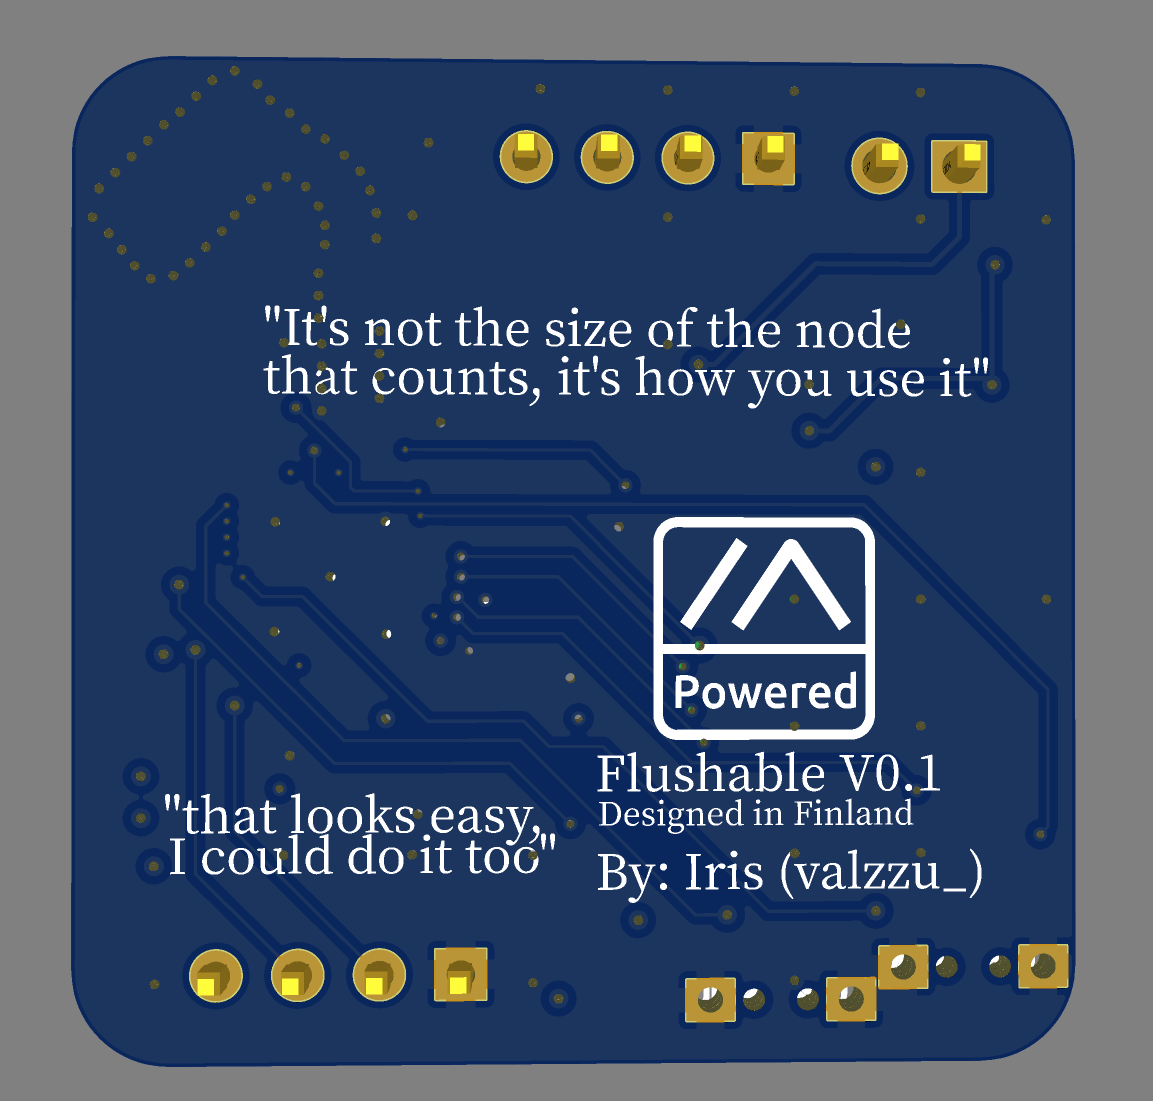 "It's not the size of the node
that counts, it's how you use it"
Powered
Flushable V0.1
Designed in Finland
"that looks easy,
I could do it too"
By: Iris (valzzu_)